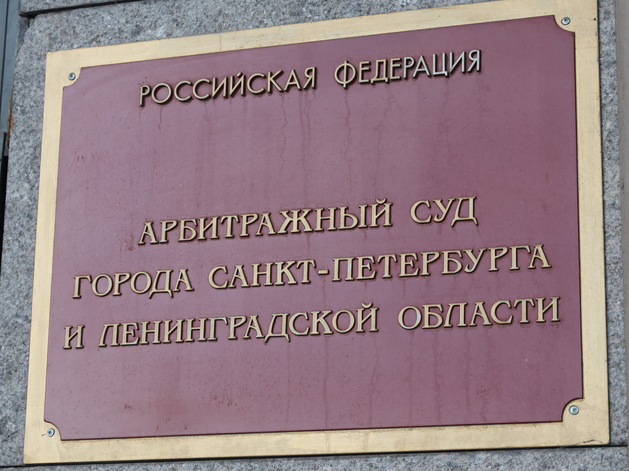 РОССИЙСКАЯ ФЕДЕРАЦИЯ
АРБИТРАЖНЫЙ СУД
ГОРОДА САНКТ-ПЕТЕРБУРГА
И ЛЕНИНГРАДСКОЙ ОБЛАСТИ